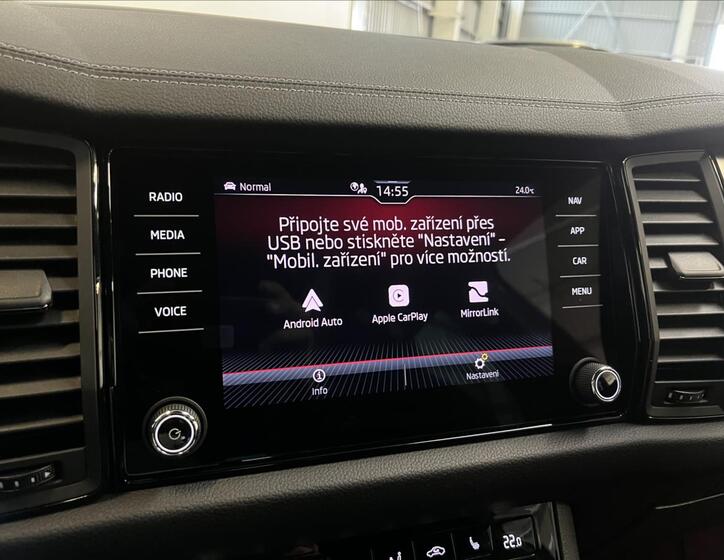 Normal
14:55
24.0°C
RADIO
MEDIA
PHONE
VOICE
NAV
APP
CAR
MENU
Připojte své mob. zařízení přes
USB nebo stiskněte "Nastavení" –
"Mobil. zařízení" pro více možností.
Android Auto
Apple CarPlay
MirrorLink
Info
Nastavení
22.0